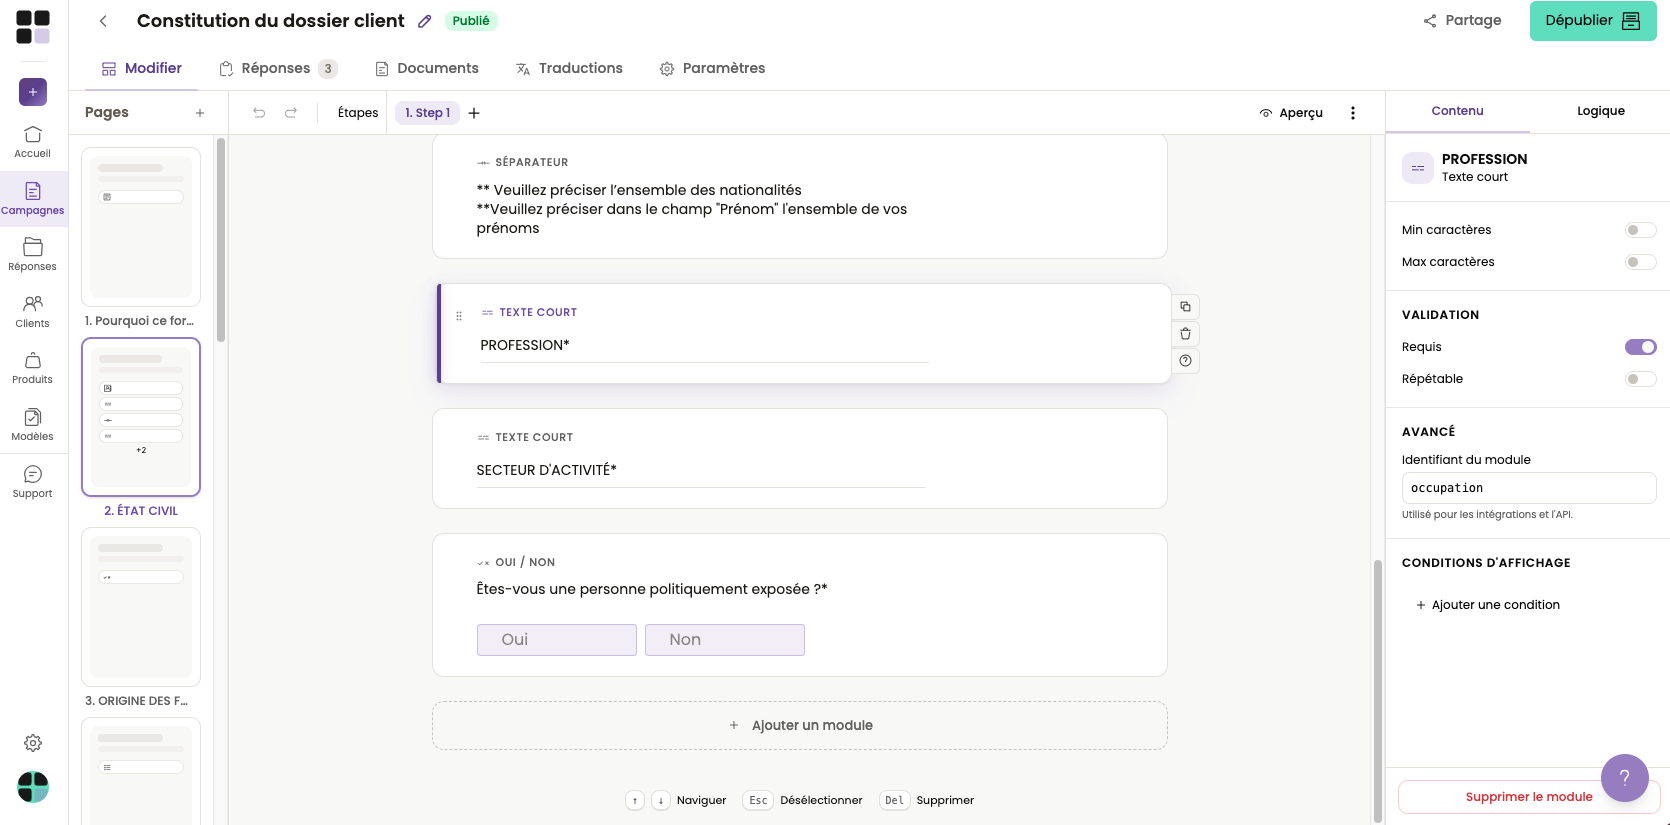 Constitution du dossier client
Publié
Partage
Dépublier
Modifier
Réponses 3
Documents
Traductions
Paramètres
Accueil
Campagnes
Réponses
Clients
Produits
Modèles
Support
Pages
1. Pourquoi ce for...
+2
2. ÉTAT CIVIL
3. ORIGINE DES F...
Étapes
1. Step 1
Aperçu
SÉPARATEUR
** Veuillez préciser l'ensemble des nationalités
**Veuillez préciser dans le champ "Prénom" l'ensemble de vos
prénoms
TEXTE COURT
PROFESSION*
TEXTE COURT
SECTEUR D'ACTIVITÉ*
OUI / NON
Êtes-vous une personne politiquement exposée ?*
Oui
Non
+ Ajouter un module
↑ ↓ Naviguer Esc Désélectionner Del Supprimer
Contenu
Logique
PROFESSION
Texte court
Min caractères
Max caractères
VALIDATION
Requis
Répétable
AVANCÉ
Identifiant du module
occupation
Utilisé pour les intégrations et l'API.
CONDITIONS D'AFFICHAGE
+ Ajouter une condition
Supprimer le module
?